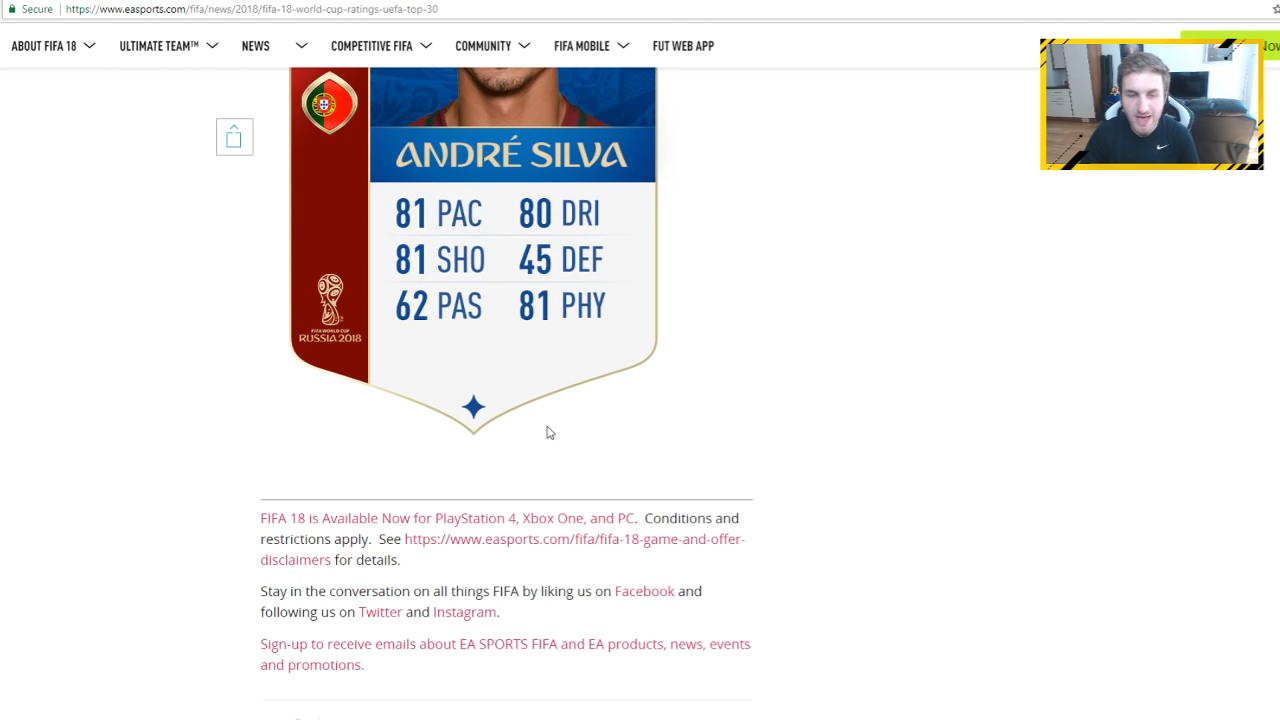 Secure | https://www.easports.com/fifa/news/2018/fifa-18-world-cup-ratings-uefa-top-30
ABOUT FIFA 18 ULTIMATE TEAM™ NEWS COMPETITIVE FIFA COMMUNITY FIFA MOBILE FUT WEB APP
ANDRÉ SILVA
81 PAC 80 DRI
81 SHO 45 DEF
62 PAS 81 PHY
FIFA WORLD CUP
RUSSIA 2018
FIFA 18 is Available Now for PlayStation 4, Xbox One, and PC. Conditions and
restrictions apply. See https://www.easports.com/fifa/fifa-18-game-and-offer-
disclaimers for details.
Stay in the conversation on all things FIFA by liking us on Facebook and
following us on Twitter and Instagram.
Sign-up to receive emails about EA SPORTS FIFA and EA products, news, events
and promotions.